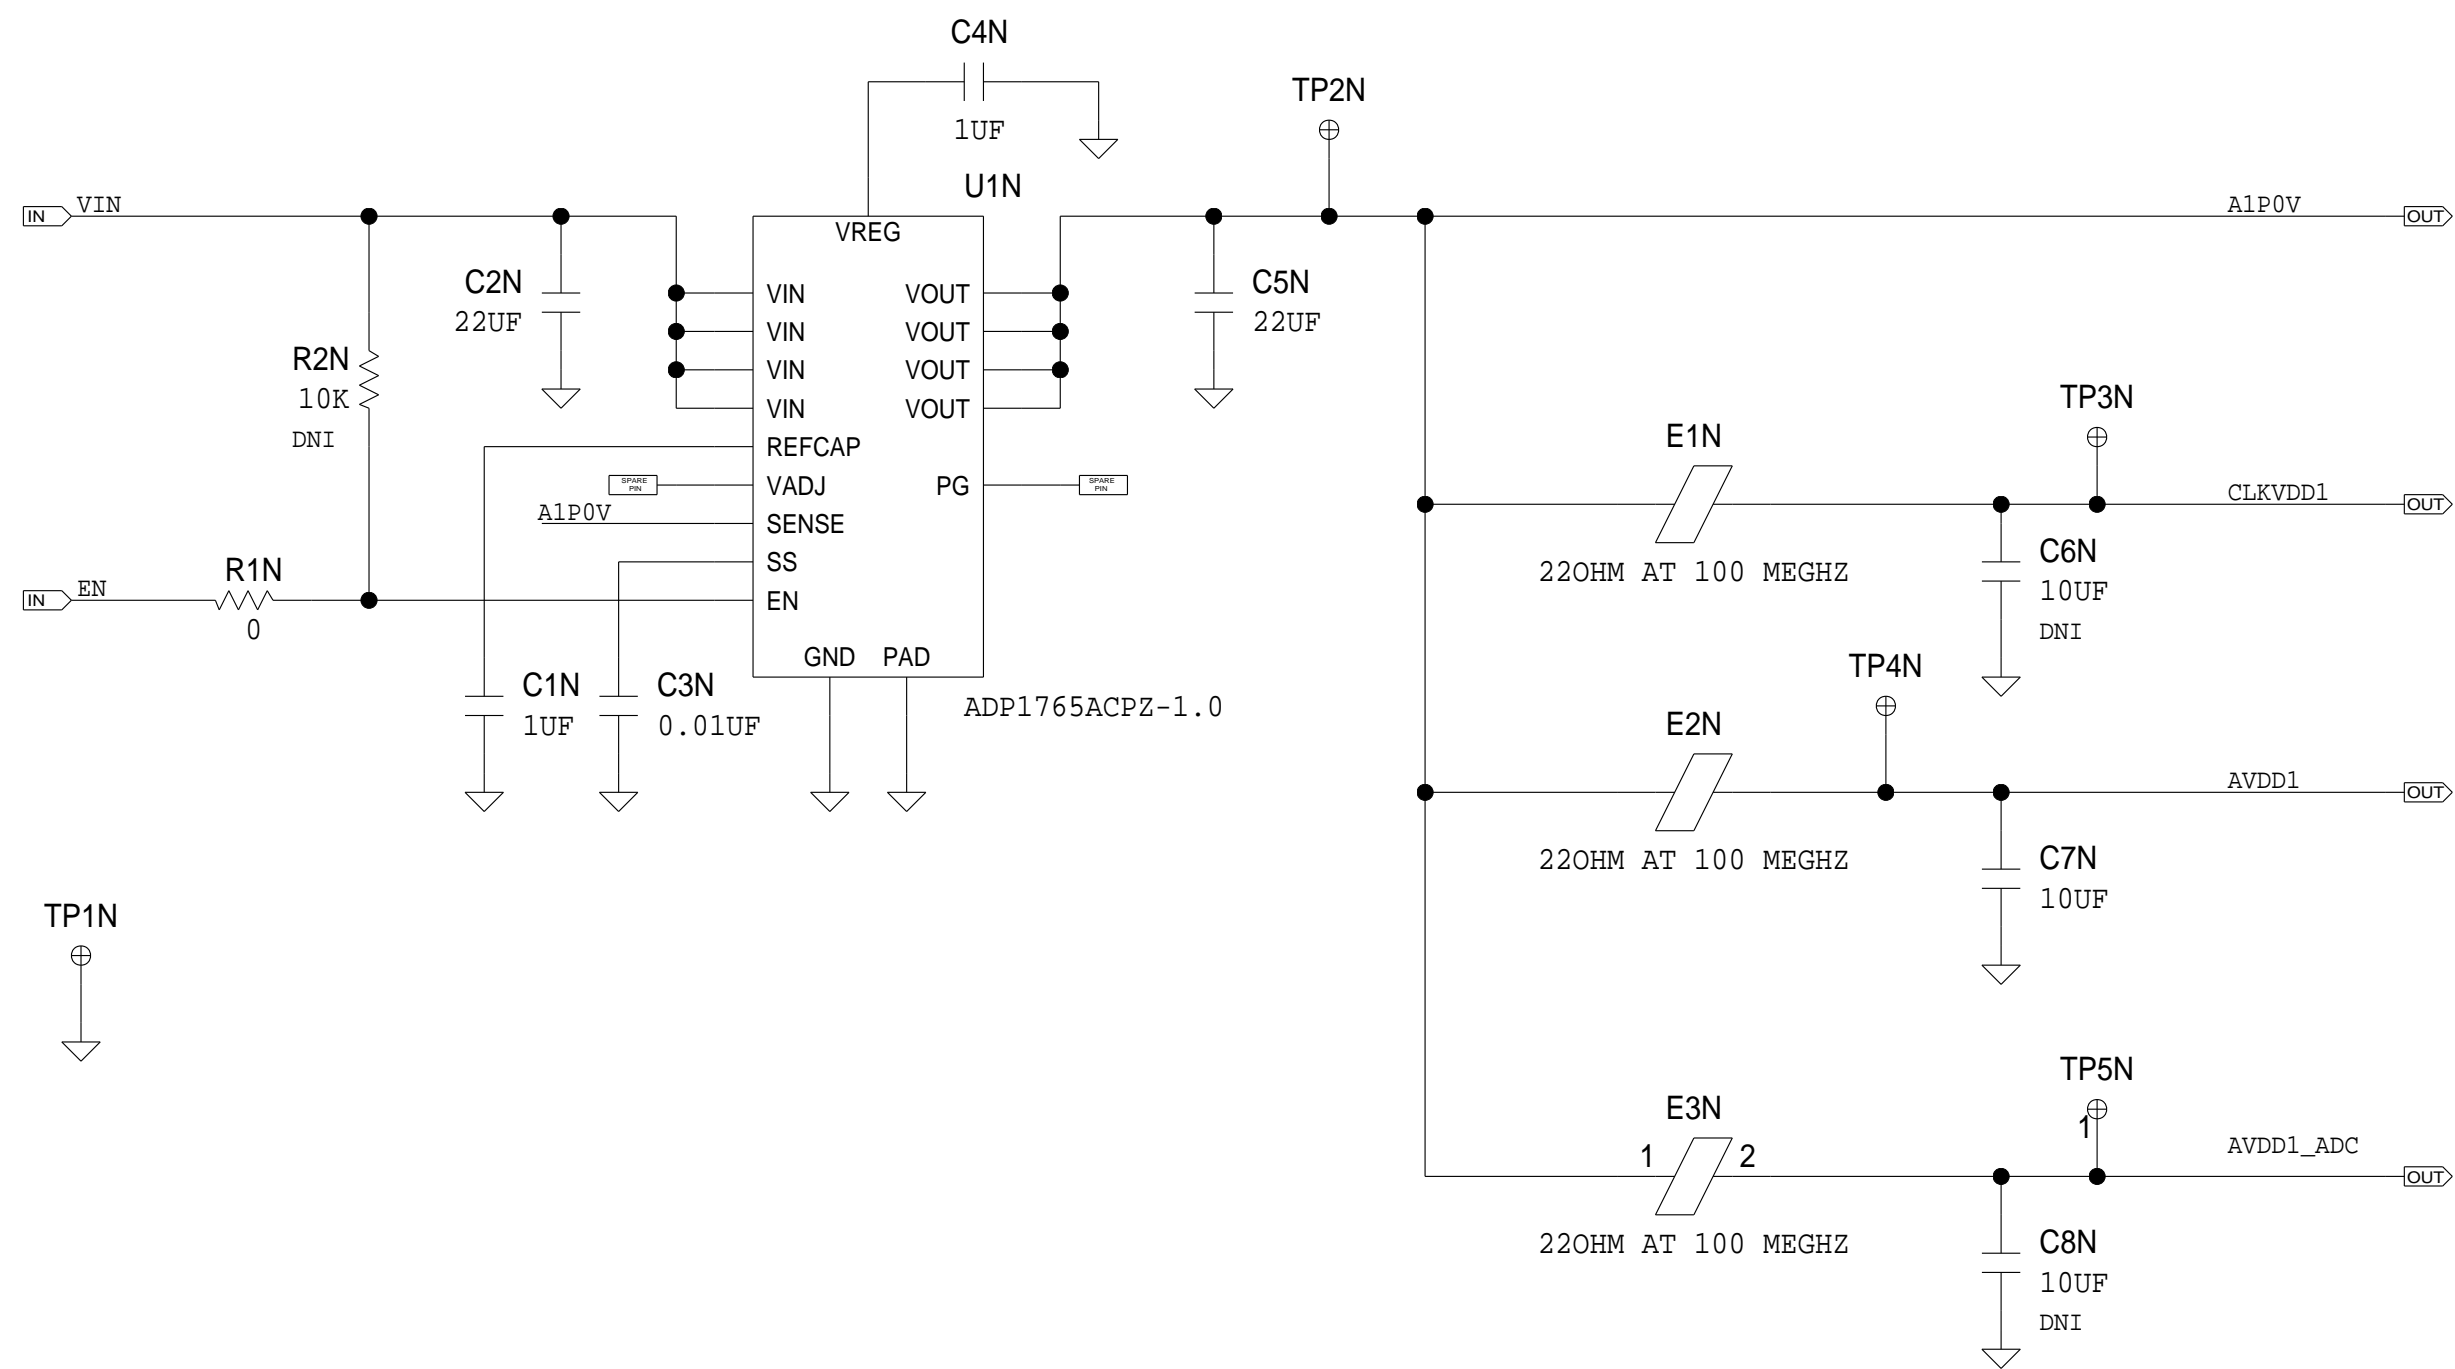 C4N
1UF
TP2N
U1N
IN VIN
A1P0V OUT
VREG
C2N
22UF
VIN VOUT
VIN VOUT
VIN VOUT
VIN VOUT
C5N
22UF
R2N
10K
DNI
REFCAP
SPARE PIN
VADJ
PG
SPARE PIN
A1P0V
SENSE
SS
IN EN
R1N
0
EN
GND PAD
C1N
1UF
C3N
0.01UF
ADP1765ACPZ-1.0
TP3N
E1N
22OHM AT 100 MEGHZ
CLKVDD1 OUT
C6N
10UF
DNI
TP4N
E2N
22OHM AT 100 MEGHZ
AVDD1 OUT
C7N
10UF
TP1N
TP5N
1
E3N
1 2
22OHM AT 100 MEGHZ
AVDD1_ADC
OUT
C8N
10UF
DNI